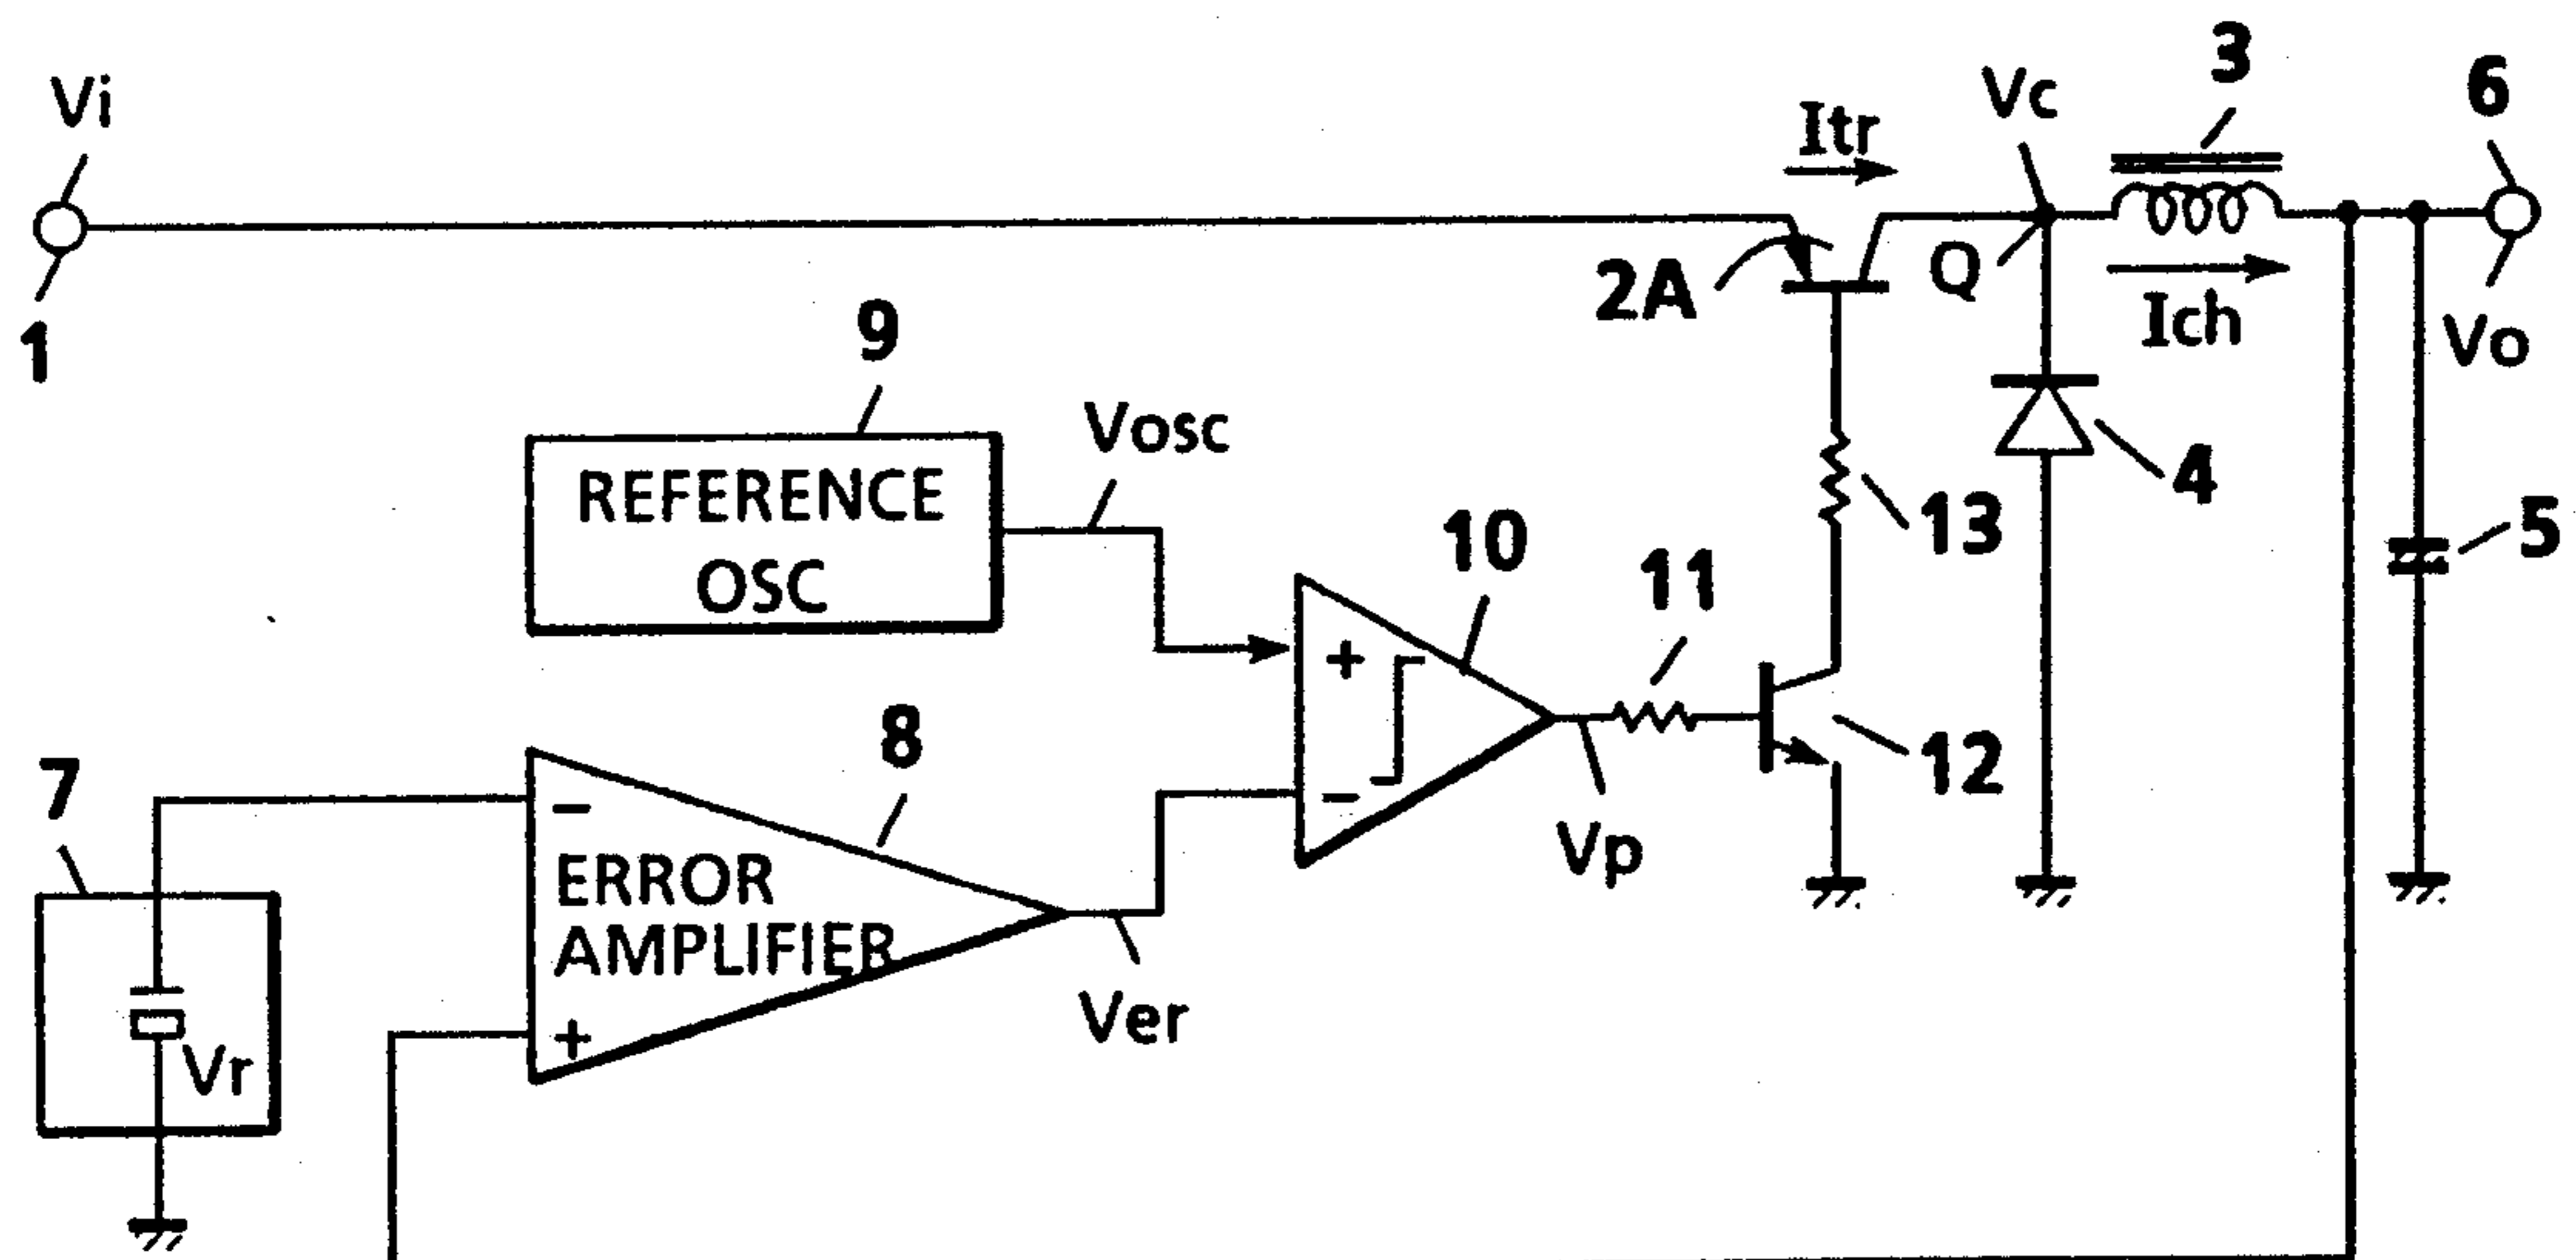 Vi
1
Itr
Vc
3
6
2A
Q
Ich
Vo
9
REFERENCE
OSC
Vosc
13
4
5
10
+
−
11
Vp
12
7
Vr
8
−
ERROR
AMPLIFIER
+
Ver